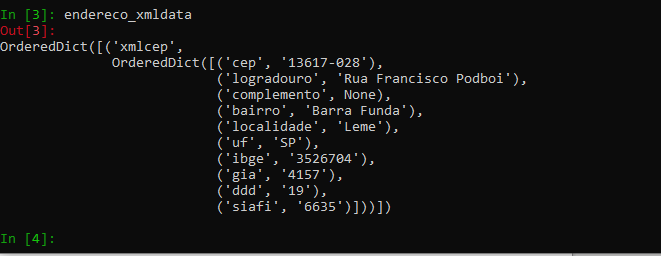 In [3]: endereco_xmldata
Out[3]:
OrderedDict([('xmlcep',
              OrderedDict([('cep', '13617-028'),
                           ('logradouro', 'Rua Francisco Podboi'),
                           ('complemento', None),
                           ('bairro', 'Barra Funda'),
                           ('localidade', 'Leme'),
                           ('uf', 'SP'),
                           ('ibge', '3526704'),
                           ('gia', '4157'),
                           ('ddd', '19'),
                           ('siafi', '6635')]))])
In [4]: